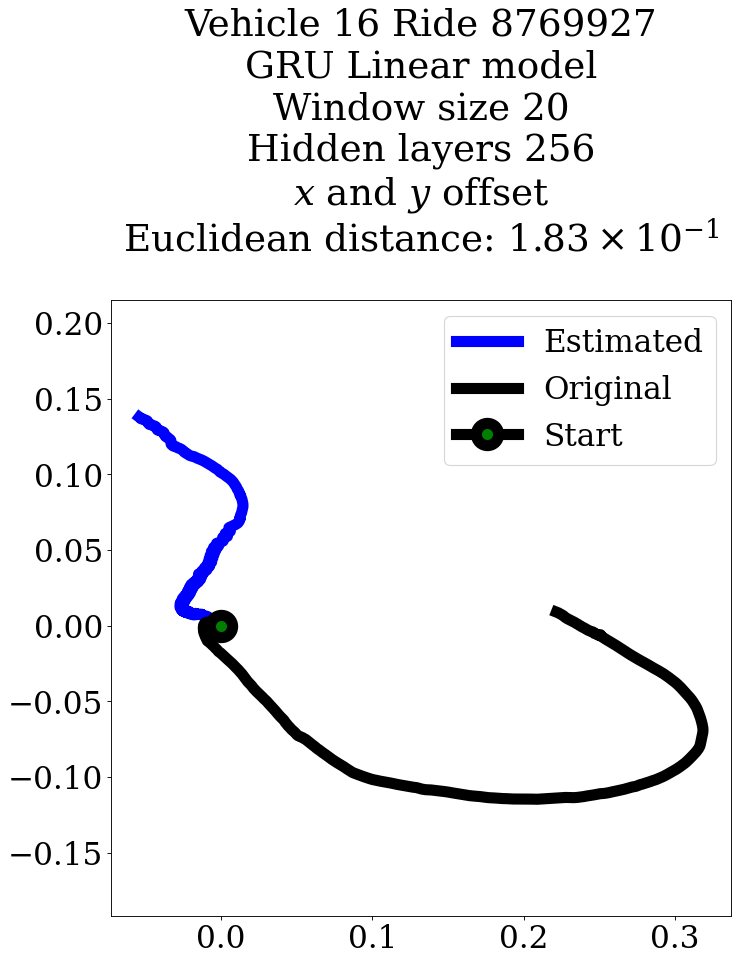 Vehicle 16 Ride 8769927
GRU Linear model
Window size 20
Hidden layers 256
x and y offset
Euclidean distance: 1.83 × 10⁻¹
Estimated
Original
Start
0.20
0.15
0.10
0.05
0.00
−0.05
−0.10
−0.15
0.0 0.1 0.2 0.3